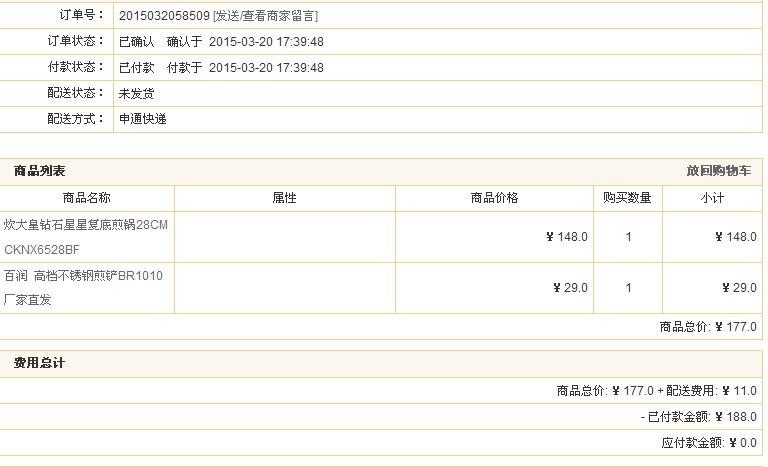 订单号： 2015032058509 [发送/查看商家留言]
订单状态： 已确认 确认于 2015-03-20 17:39:48
付款状态： 已付款 付款于 2015-03-20 17:39:48
配送状态： 未发货
配送方式： 申通快递
商品列表 放回购物车
商品名称 属性 商品价格 购买数量 小计
炊大皇钻石星星复底煎锅28CM
CKNX6528BF ¥ 148.0 1 ¥ 148.0
百润 高档不锈钢煎铲BR1010
厂家直发 ¥ 29.0 1 ¥ 29.0
商品总价: ¥ 177.0
费用总计
商品总价: ¥ 177.0 + 配送费用: ¥ 11.0
- 已付款金额: ¥ 188.0
应付款金额: ¥ 0.0